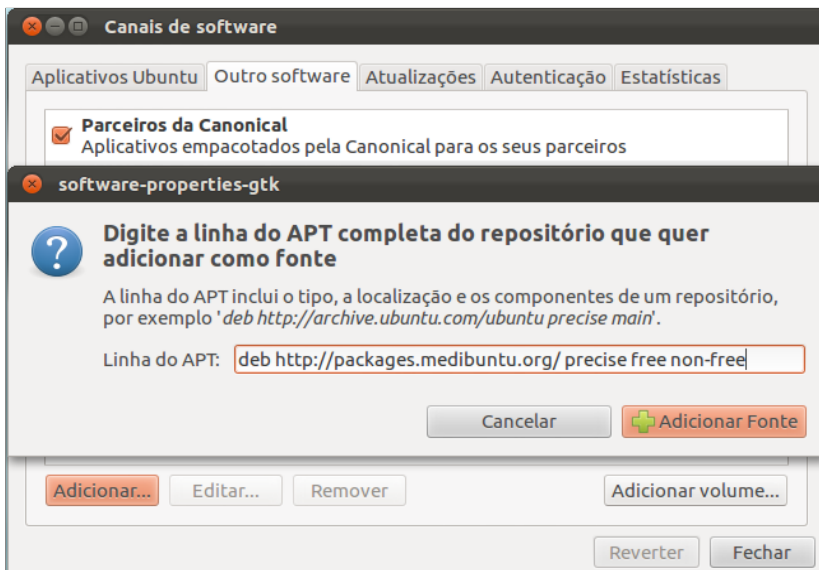 Canais de software
Aplicativos Ubuntu Outro software Atualizações Autenticação Estatísticas
Parceiros da Canonical
Aplicativos empacotados pela Canonical para os seus parceiros
software-properties-gtk
Digite a linha do APT completa do repositório que quer
adicionar como fonte
A linha do APT inclui o tipo, a localização e os componentes de um repositório,
por exemplo 'deb http://archive.ubuntu.com/ubuntu precise main'.
Linha do APT: deb http://packages.medibuntu.org/ precise free non-free
Cancelar Adicionar Fonte
Adicionar... Editar... Remover Adicionar volume...
Reverter Fechar